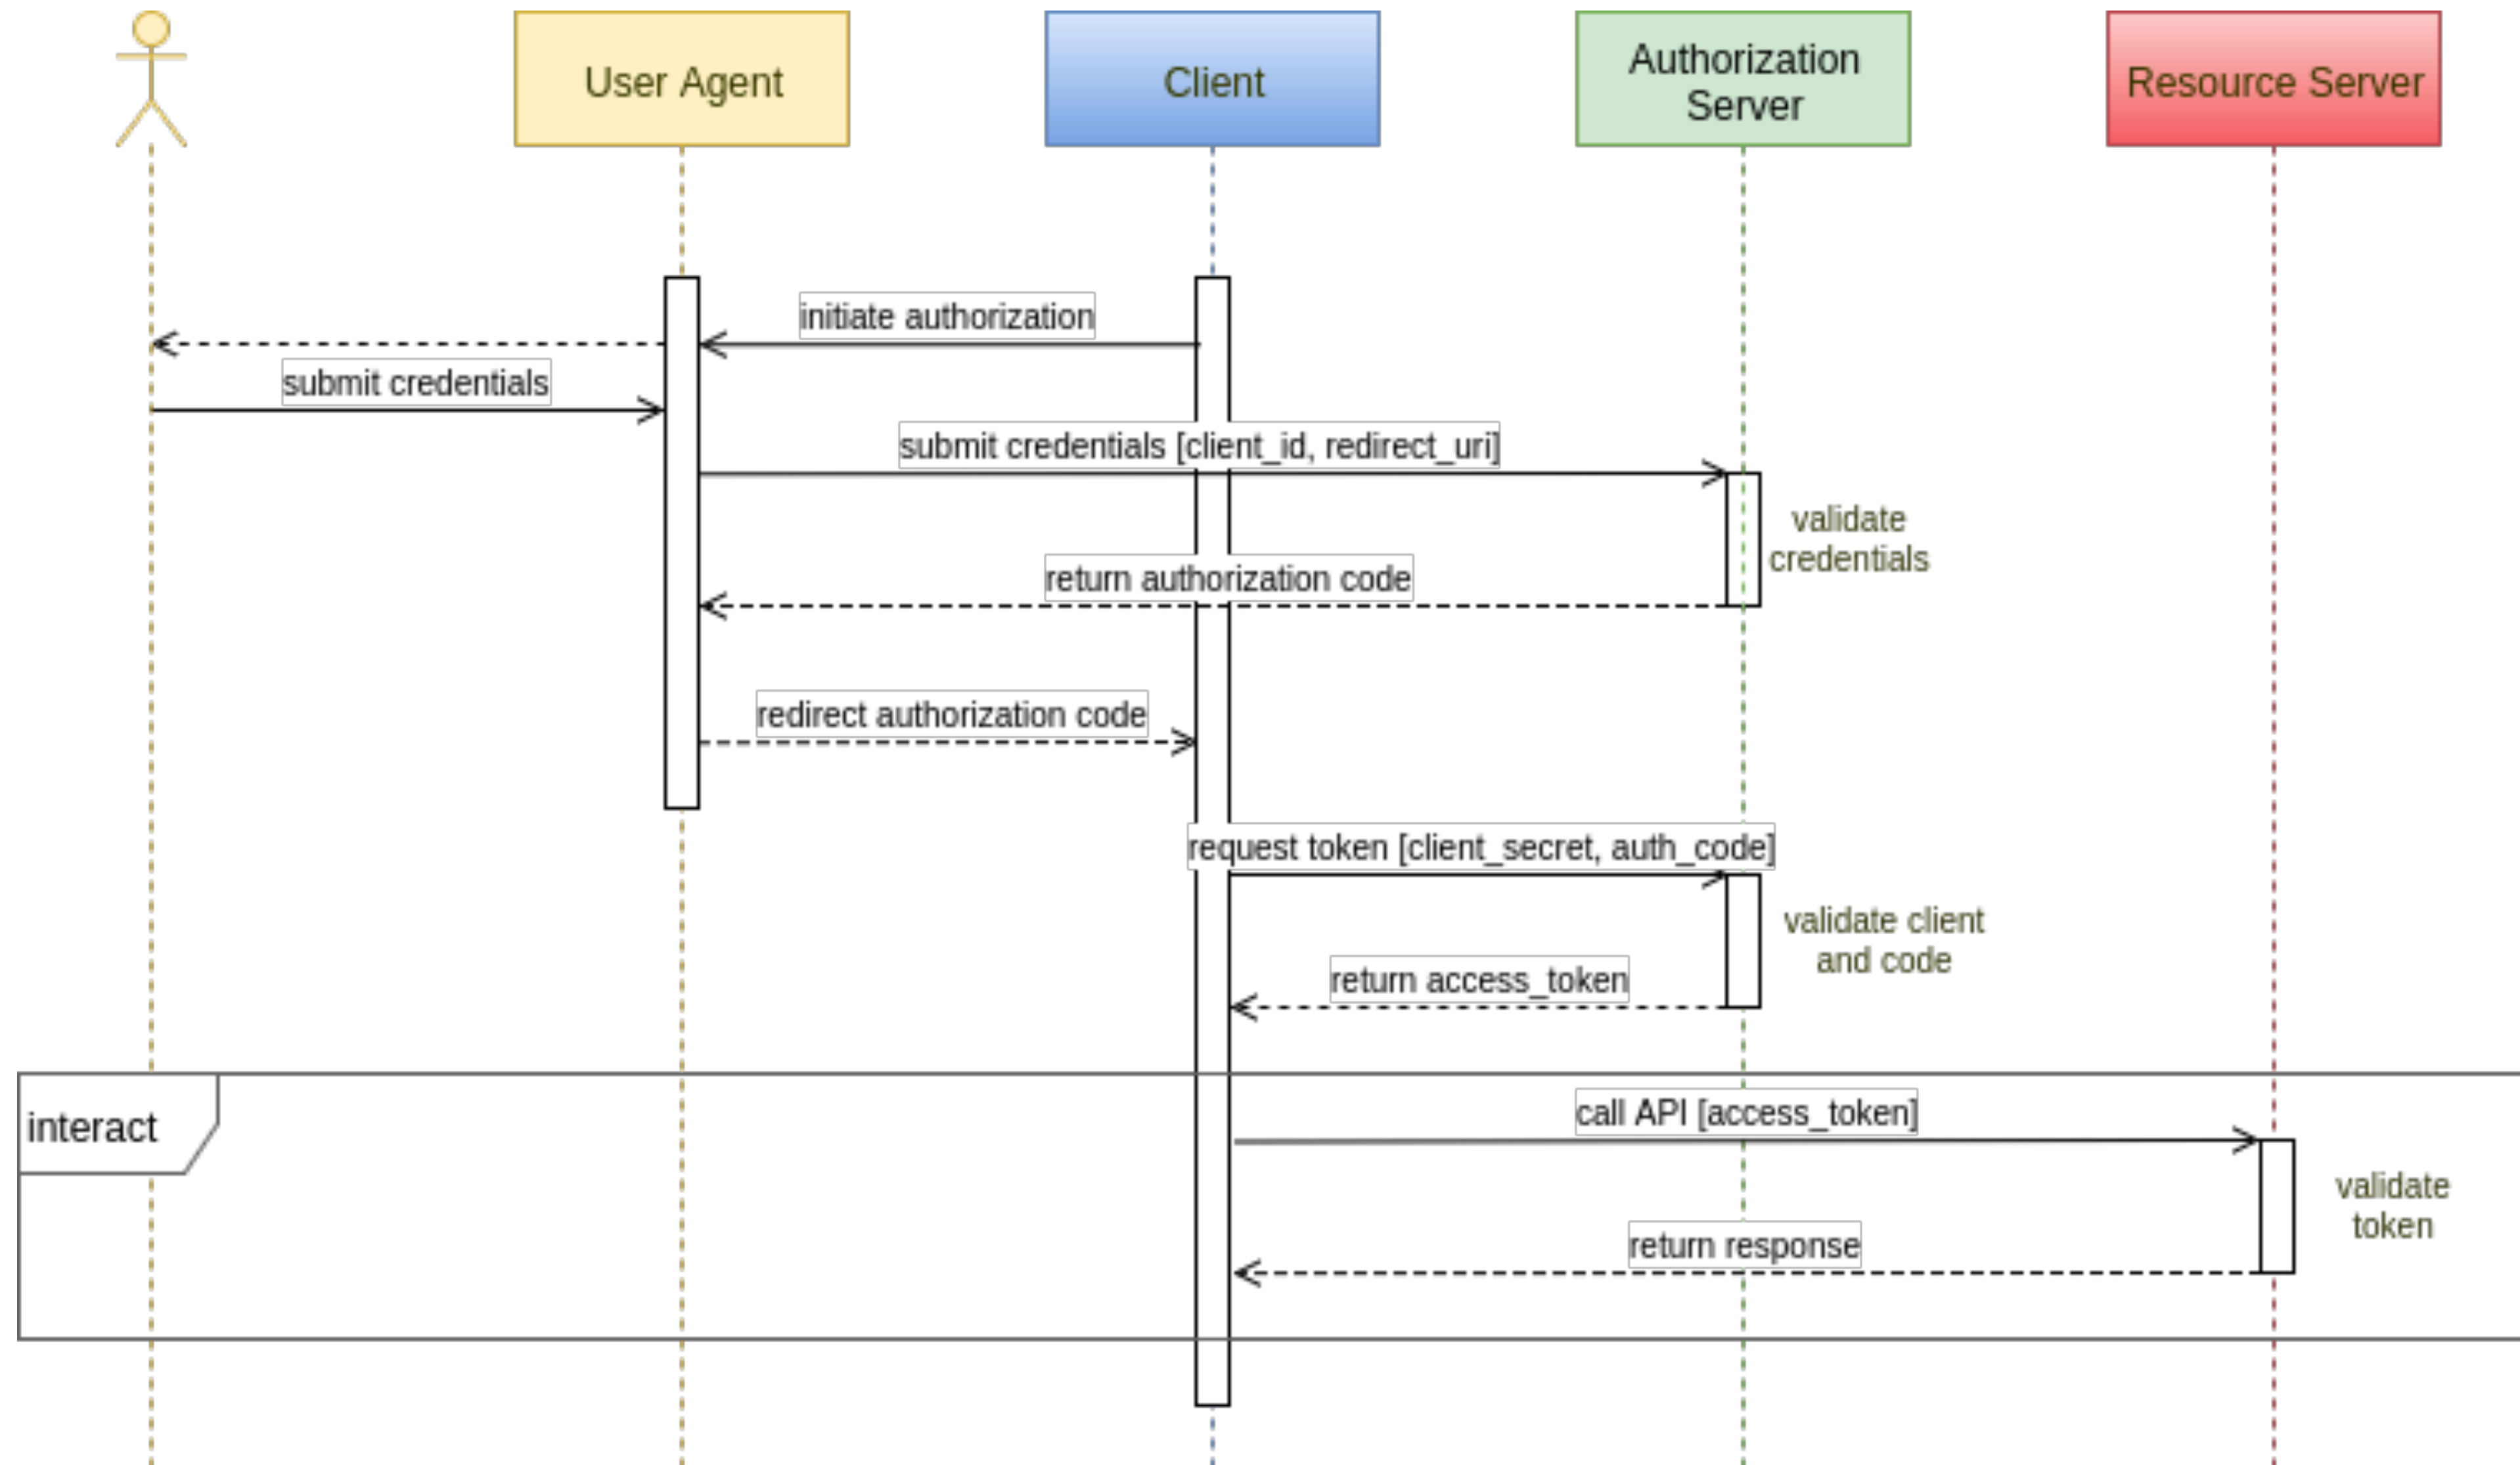 User Agent
Client
Authorization
Server
Resource Server
initiate authorization
submit credentials
submit credentials [client_id, redirect_uri]
validate
credentials
return authorization code
redirect authorization code
request token [client_secret, auth_code]
validate client
and code
return access_token
interact
call API [access_token]
validate
token
return response